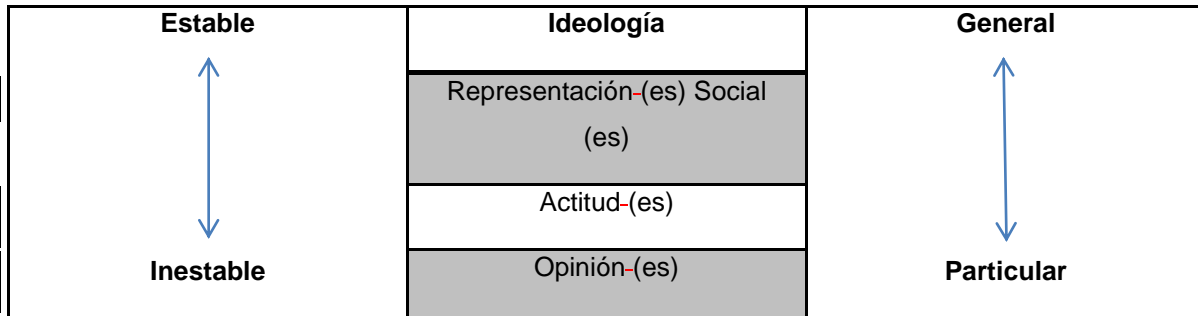 Estable
Ideología
General
Representación-(es) Social
(es)
Actitud-(es)
Inestable
Opinión-(es)
Particular